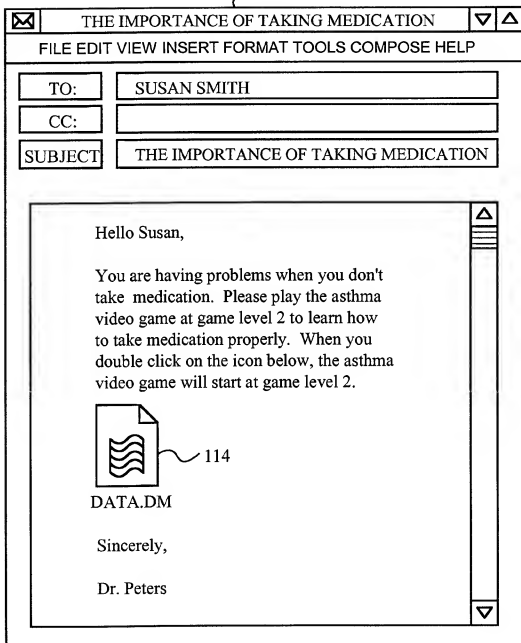 THE IMPORTANCE OF TAKING MEDICATION
FILE EDIT VIEW INSERT FORMAT TOOLS COMPOSE HELP
TO: SUSAN SMITH
CC:
SUBJECT THE IMPORTANCE OF TAKING MEDICATION
Hello Susan,
You are having problems when you don't
take medication. Please play the asthma
video game at game level 2 to learn how
to take medication properly. When you
double click on the icon below, the asthma
video game will start at game level 2.
114
DATA.DM
Sincerely,
Dr. Peters